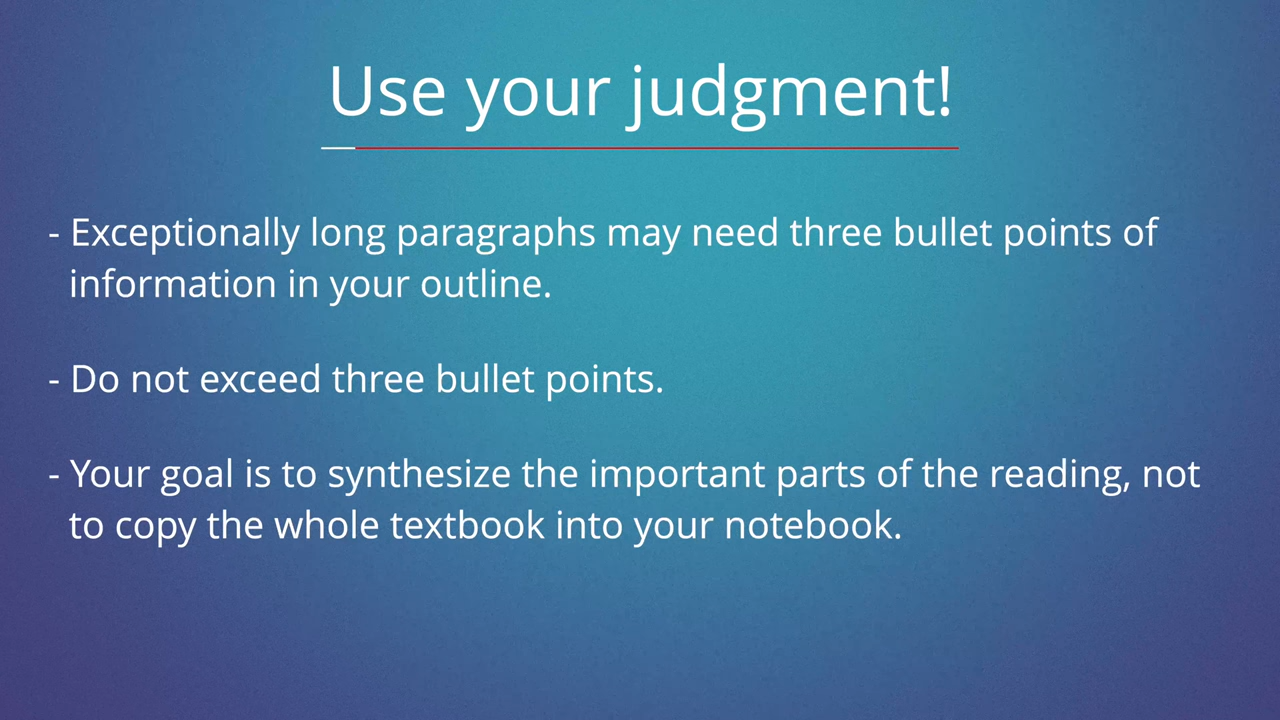 Use your judgment!
- Exceptionally long paragraphs may need three bullet points of
information in your outline.
- Do not exceed three bullet points.
- Your goal is to synthesize the important parts of the reading, not
to copy the whole textbook into your notebook.